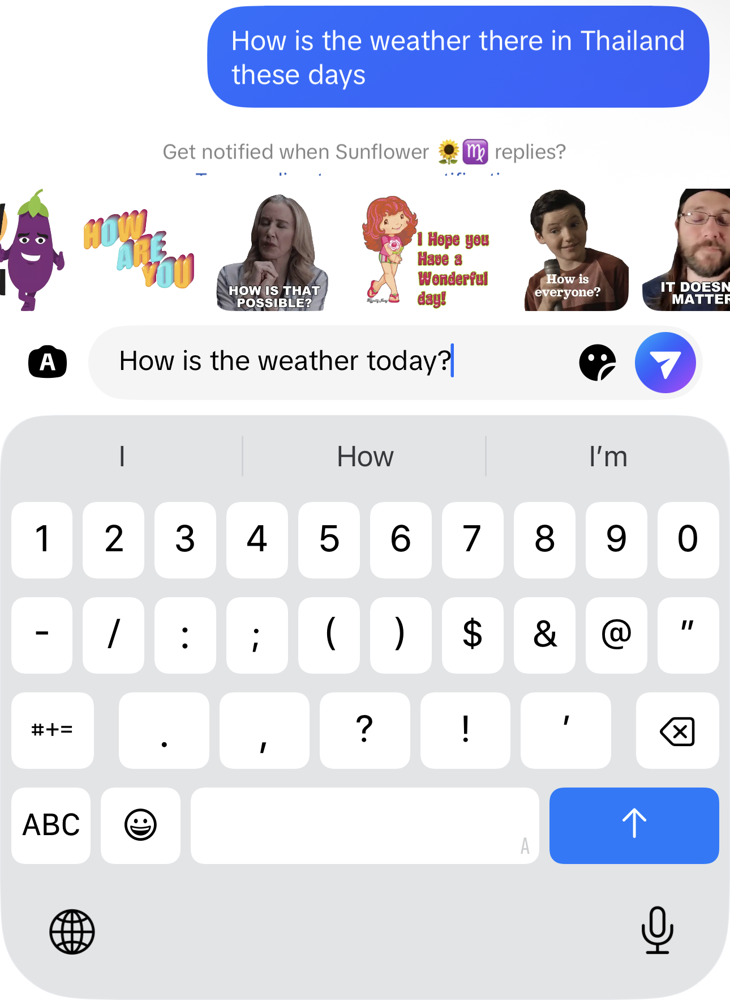 How is the weather there in Thailand
these days
Get notified when Sunflower 🌻♍ replies?
HOW
ARE
YOU
HOW IS THAT
POSSIBLE?
I Hope you
Have a
Wonderful
day!
How is
everyone?
IT DOESN
MATTER
A
How is the weather today?
I How I'm
1 2 3 4 5 6 7 8 9 0
- / : ; ( ) $ & @ "
#+= . , ? ! '
ABC
A